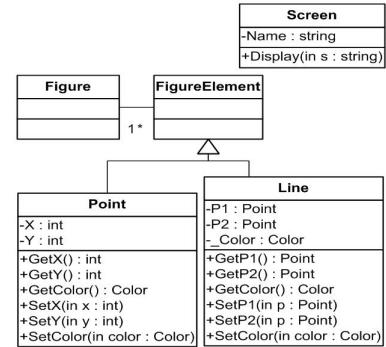 Screen
-Name : string
+Display(in s : string)
Figure
FigureElement
1 *
Point
-X : int
-Y : int
+GetX() : int
+GetY() : int
+GetColor() : Color
+SetX(in x : int)
+SetY(in y : int)
+SetColor(in color : Color)
Line
-P1 : Point
-P2 : Point
-_Color : Color
+GetP1() : Point
+GetP2() : Point
+GetColor() : Color
+SetP1(in p : Point)
+SetP2(in p : Point)
+SetColor(in color : Color)